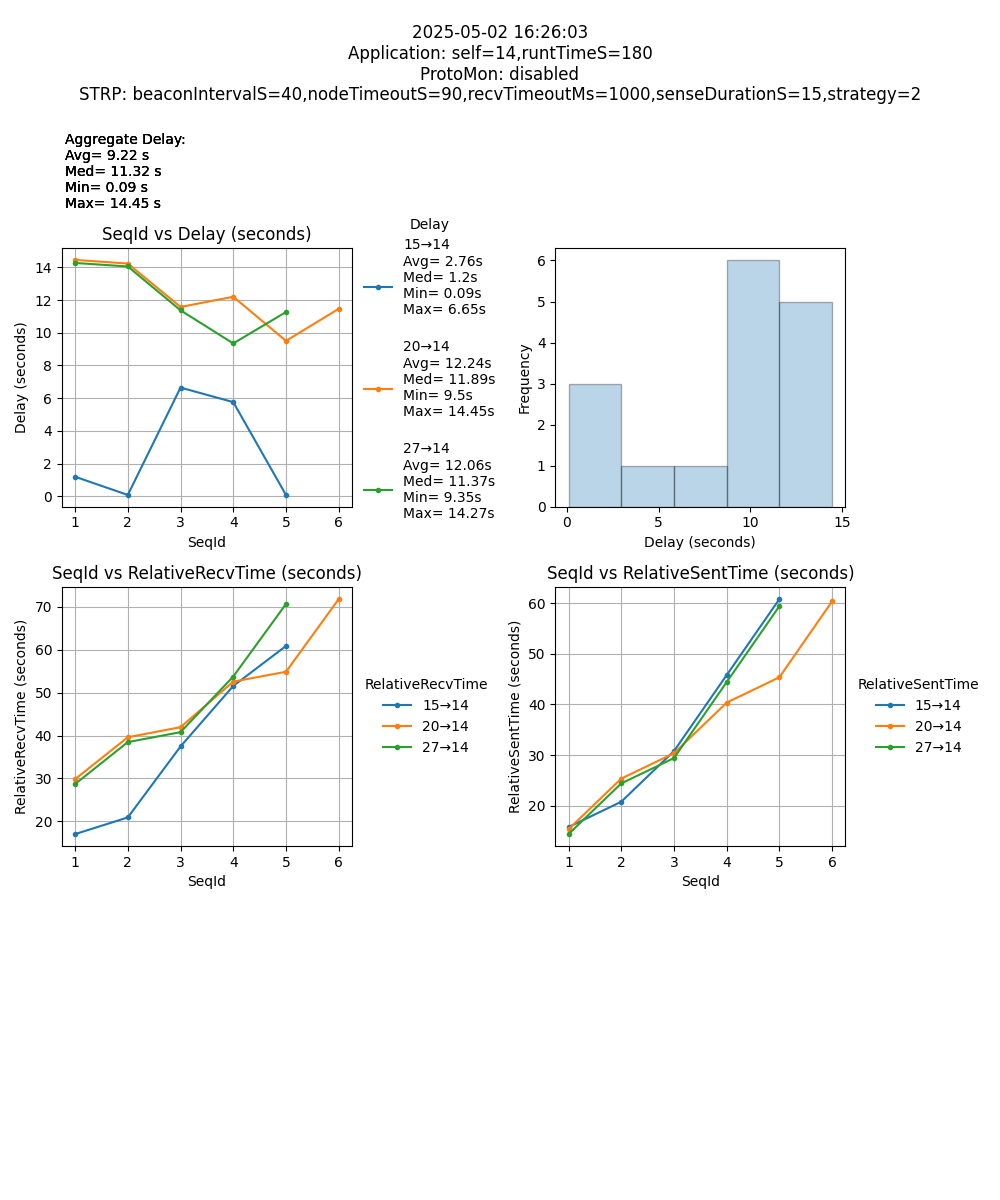 2025-05-02 16:26:03
Application: self=14,runtTimeS=180
ProtoMon: disabled
STRP: beaconIntervalS=40,nodeTimeoutS=90,recvTimeoutMs=1000,senseDurationS=15,strategy=2
Aggregate Delay:
Avg= 9.22 s
Med= 11.32 s
Min= 0.09 s
Max= 14.45 s
SeqId vs Delay (seconds)
Delay (seconds)
14
12
10
8
6
4
2
0
1 2 3 4 5 6
SeqId
Delay
15→14
Avg= 2.76s
Med= 1.2s
Min= 0.09s
Max= 6.65s
20→14
Avg= 12.24s
Med= 11.89s
Min= 9.5s
Max= 14.45s
27→14
Avg= 12.06s
Med= 11.37s
Min= 9.35s
Max= 14.27s
Frequency
6
5
4
3
2
1
0
0 5 10 15
Delay (seconds)
SeqId vs RelativeRecvTime (seconds)
RelativeRecvTime (seconds)
70
60
50
40
30
20
1 2 3 4 5 6
SeqId
RelativeRecvTime
15→14
20→14
27→14
SeqId vs RelativeSentTime (seconds)
RelativeSentTime (seconds)
60
50
40
30
20
1 2 3 4 5 6
SeqId
RelativeSentTime
15→14
20→14
27→14